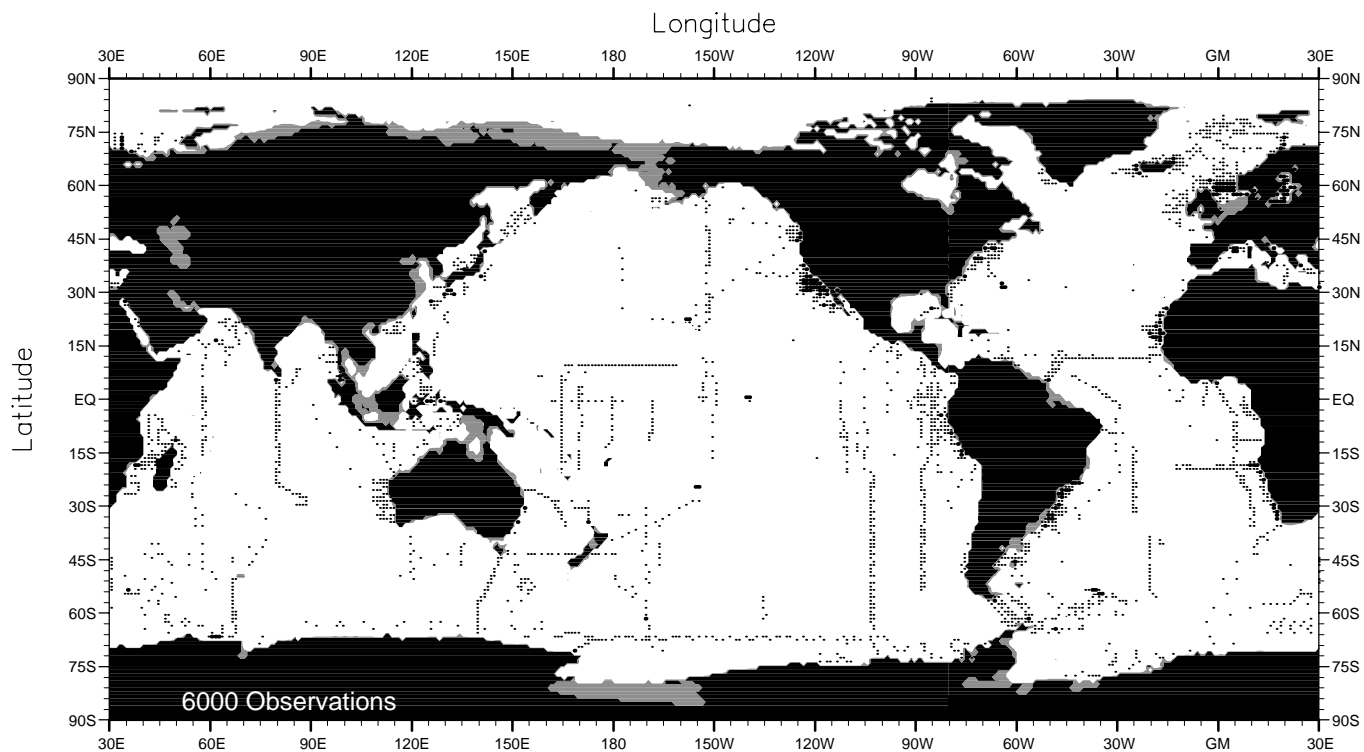 Longitude
30E 60E 90E 120E 150E 180 150W 120W 90W 60W 30W GM 30E
90N 90N
75N 75N
60N 60N
45N 45N
30N 30N
15N 15N
EQ EQ
15S 15S
30S 30S
45S 45S
60S 60S
75S 75S
90S 90S
Latitude
6000 Observations
30E 60E 90E 120E 150E 180 150W 120W 90W 60W 30W GM 30E